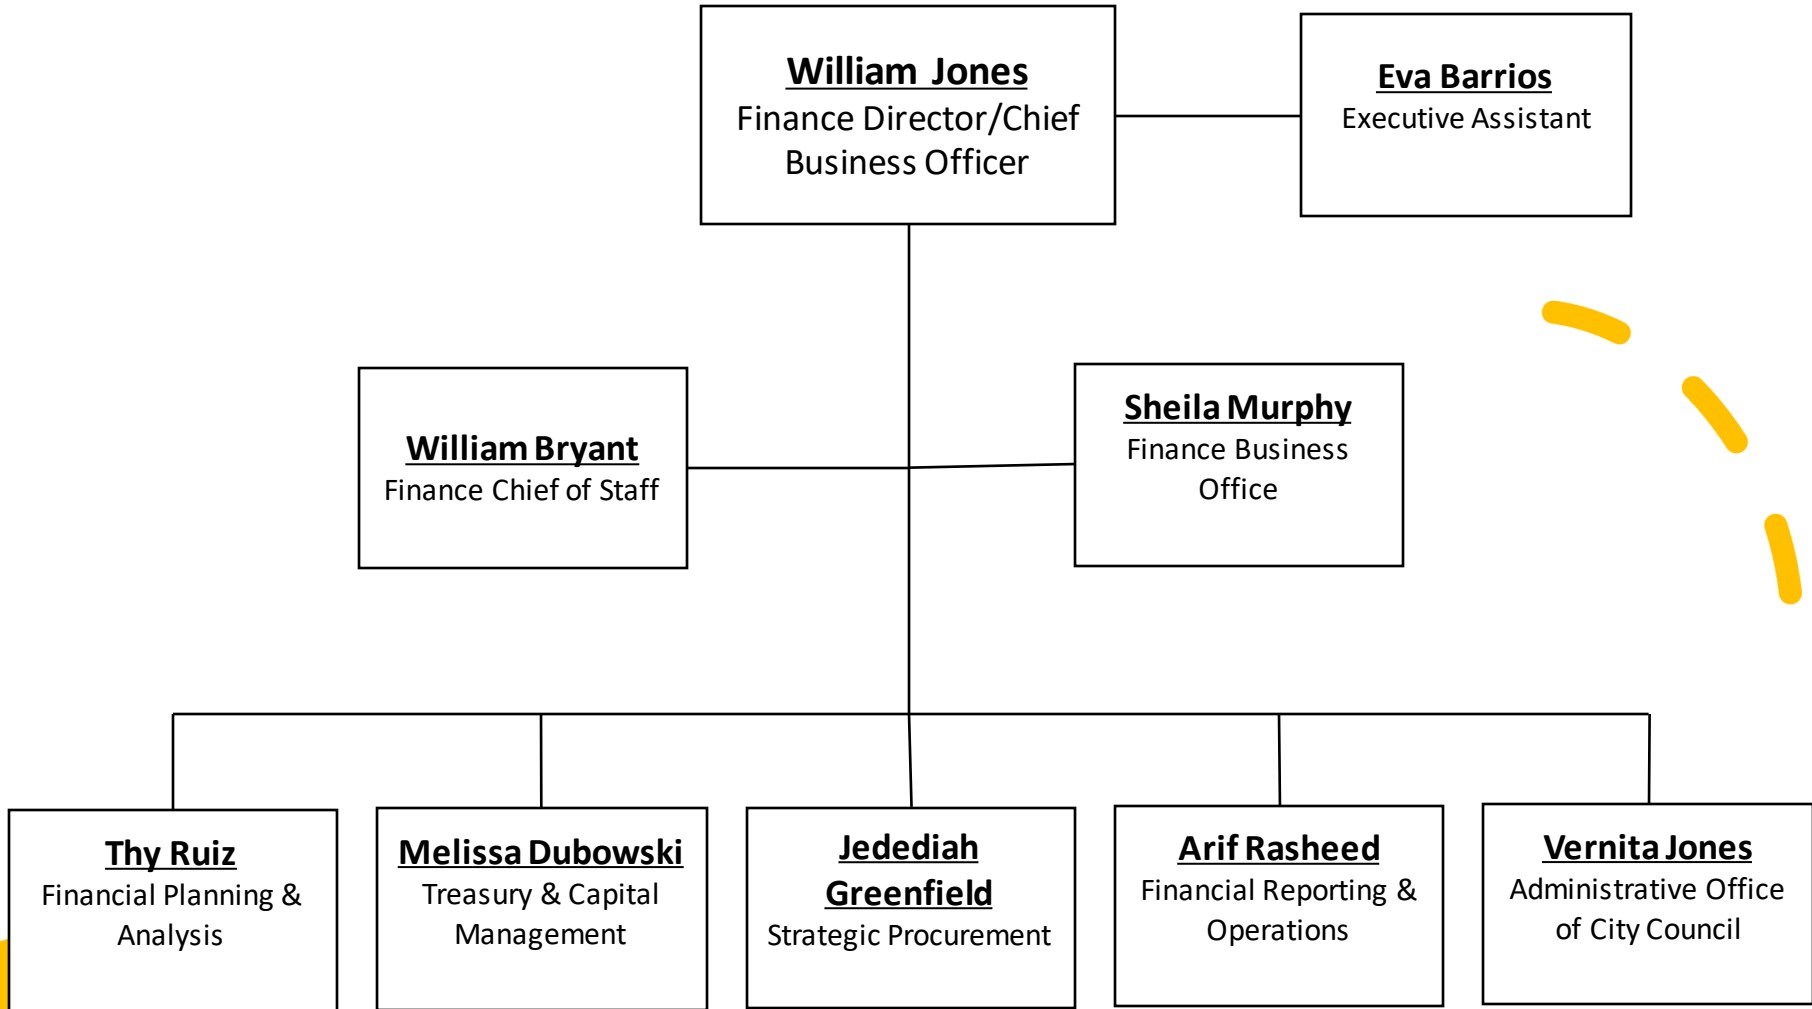 William Jones
Finance Director/Chief
Business Officer
Eva Barrios
Executive Assistant
William Bryant
Finance Chief of Staff
Sheila Murphy
Finance Business
Office
Thy Ruiz
Financial Planning &
Analysis
Melissa Dubowski
Treasury & Capital
Management
Jedediah
Greenfield
Strategic Procurement
Arif Rasheed
Financial Reporting &
Operations
Vernita Jones
Administrative Office
of City Council